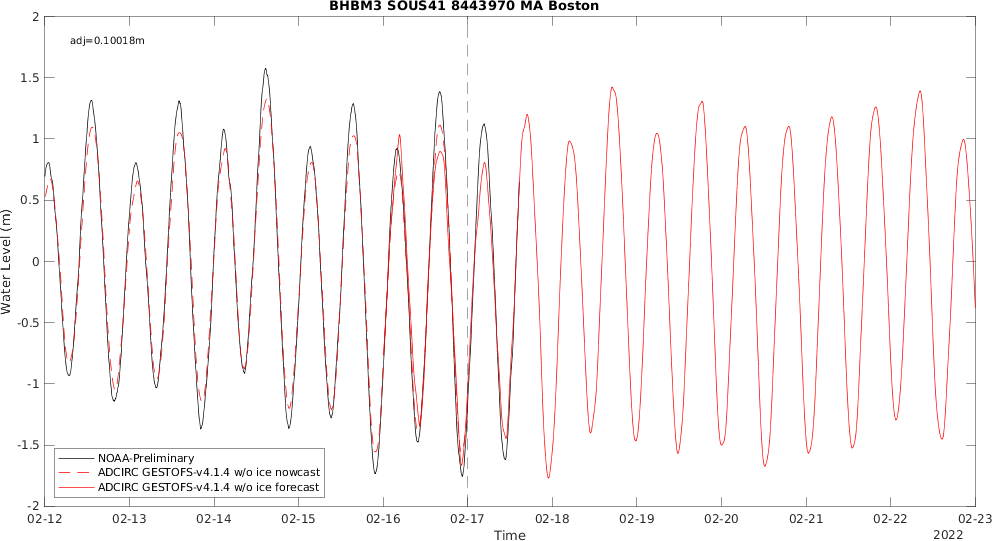 BHBM3 SOUS41 8443970 MA Boston
adj=0.10018m
2
1.5
1
0.5
0
-0.5
-1
-1.5
-2
Water Level (m)
NOAA-Preliminary
ADCIRC GESTOFS-v4.1.4 w/o ice nowcast
ADCIRC GESTOFS-v4.1.4 w/o ice forecast
02-12 02-13 02-14 02-15 02-16 02-17 02-18 02-19 02-20 02-21 02-22 02-23
Time
2022